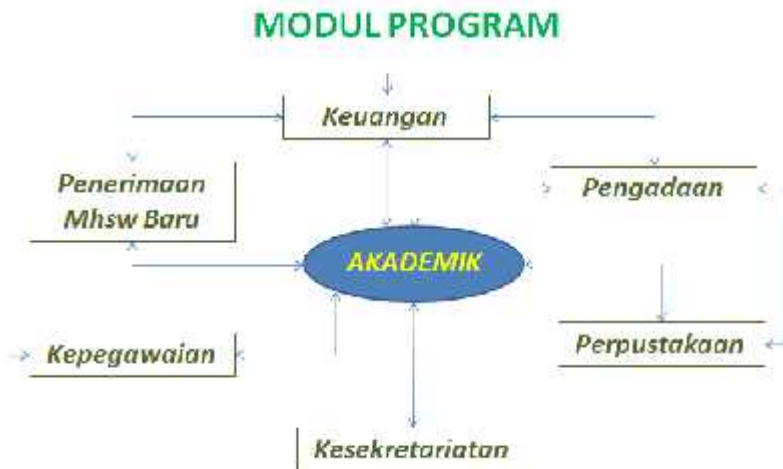 MODUL PROGRAM
Keuangan
Penerimaan
Mhsw Baru
Pengadaan
AKADEMIK
Kepegawaian
Perpustakaan
Kesekretariatan